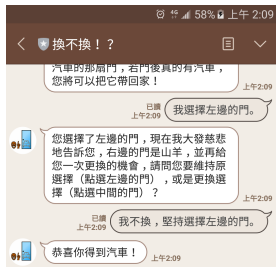 4G 58% 上午 2:09
換不換！？
汽車的那扇門，若門後真的有汽車，
您將可以把它帶回家！
上午2:09
已讀
上午2:09
我選擇左邊的門。
您選擇了左邊的門，現在我大發慈悲
地告訴您，右邊的門是山羊，並再給
您一次更換的機會，請問您要維持原
選擇（點選左邊的門），或是更換選
擇（點選中間的門）？
上午2:09
已讀
上午2:09
我不換，堅持選擇左邊的門。
恭喜你得到汽車！
上午2:09